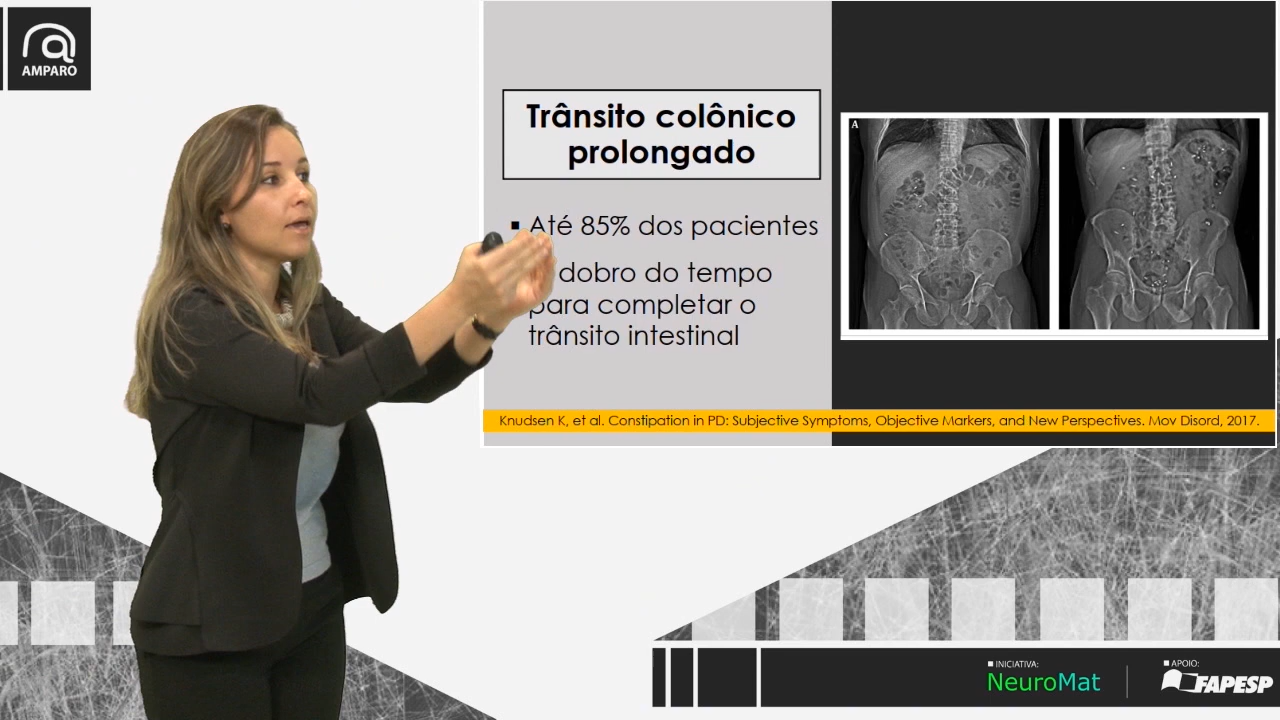 AMPARO
Trânsito colônico
prolongado
▪ Até 85% dos pacientes
dobro do tempo
para completar o
trânsito intestinal
A
Knudsen K, et al. Constipation in PD: Subjective Symptoms, Objective Markers, and New Perspectives. Mov Disord, 2017.
INICIATIVA:
NeuroMat
APOIO:
FAPESP